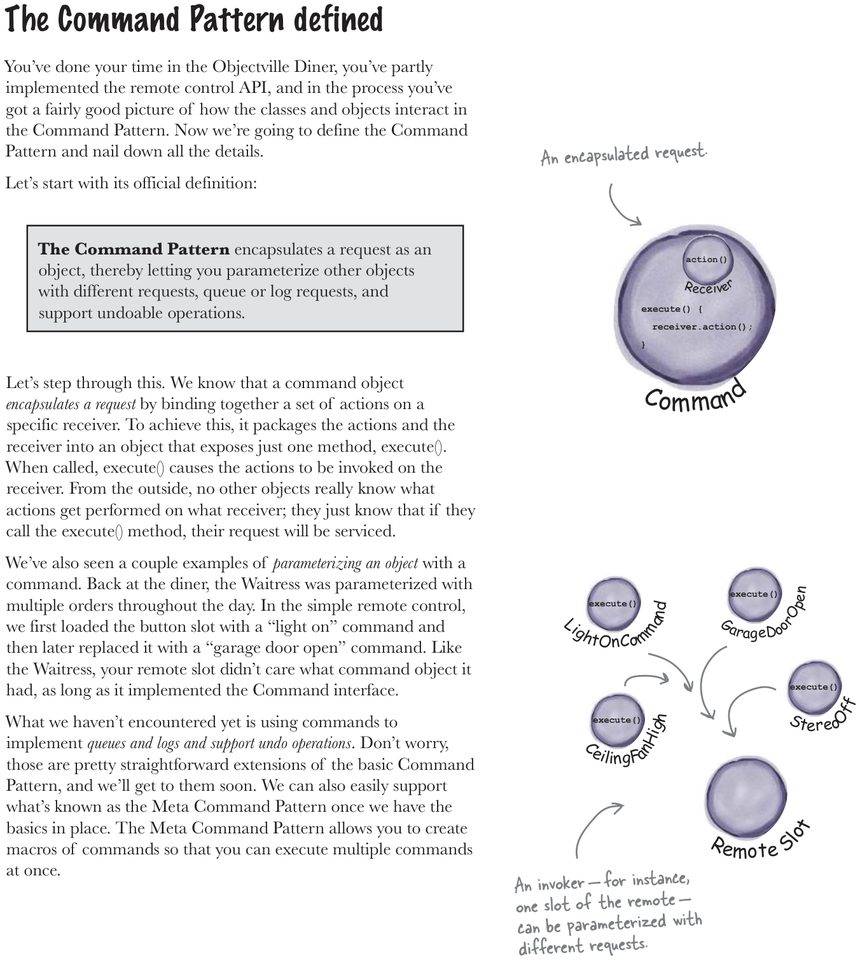 The Command Pattern defined
You’ve done your time in the Objectville Diner, you’ve partly
implemented the remote control API, and in the process you’ve
got a fairly good picture of how the classes and objects interact in
the Command Pattern. Now we’re going to define the Command
Pattern and nail down all the details.
Let’s start with its official definition:
The Command Pattern encapsulates a request as an
object, thereby letting you parameterize other objects
with different requests, queue or log requests, and
support undoable operations.
Let’s step through this. We know that a command object
encapsulates a request by binding together a set of actions on a
specific receiver. To achieve this, it packages the actions and the
receiver into an object that exposes just one method, execute().
When called, execute() causes the actions to be invoked on the
receiver. From the outside, no other objects really know what
actions get performed on what receiver; they just know that if they
call the execute() method, their request will be serviced.
We’ve also seen a couple examples of parameterizing an object with a
command. Back at the diner, the Waitress was parameterized with
multiple orders throughout the day. In the simple remote control,
we first loaded the button slot with a “light on” command and
then later replaced it with a “garage door open” command. Like
the Waitress, your remote slot didn’t care what command object it
had, as long as it implemented the Command interface.
What we haven’t encountered yet is using commands to
implement queues and logs and support undo operations. Don’t worry,
those are pretty straightforward extensions of the basic Command
Pattern, and we’ll get to them soon. We can also easily support
what’s known as the Meta Command Pattern once we have the
basics in place. The Meta Command Pattern allows you to create
macros of commands so that you can execute multiple commands
at once.
An encapsulated request.
action()
Receiver
execute() {
receiver.action();
}
Command
execute()
LightOnCommand
execute()
GarageDoorOpen
execute()
StereoOff
execute()
CeilingFanHigh
Remote Slot
An invoker—for instance,
one slot of the remote—
can be parameterized with
different requests.